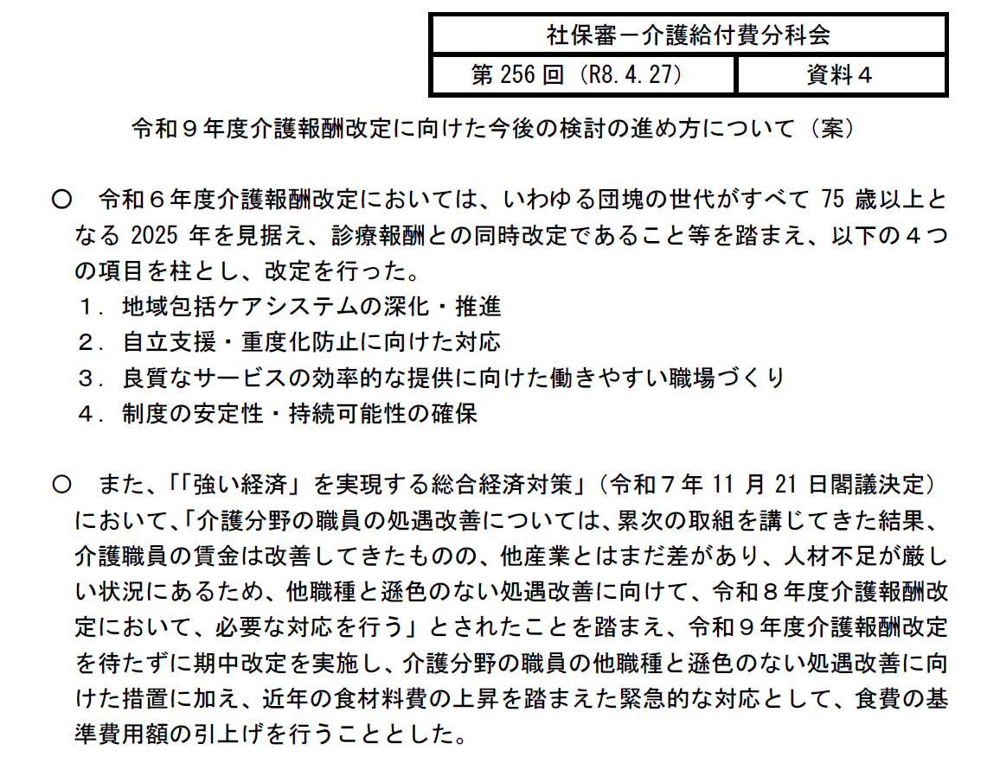 社保審－介護給付費分科会
第 256 回（R8.4.27） 資料４
令和９年度介護報酬改定に向けた今後の検討の進め方について（案）
○　令和６年度介護報酬改定においては、いわゆる団塊の世代がすべて 75 歳以上と
なる 2025 年を見据え、診療報酬との同時改定であること等を踏まえ、以下の４つ
の項目を柱とし、改定を行った。
１．地域包括ケアシステムの深化・推進
２．自立支援・重度化防止に向けた対応
３．良質なサービスの効率的な提供に向けた働きやすい職場づくり
４．制度の安定性・持続可能性の確保
○　また、「「強い経済」を実現する総合経済対策」（令和７年 11 月 21 日閣議決定）
において、「介護分野の職員の処遇改善については、累次の取組を講じてきた結果、
介護職員の賃金は改善してきたものの、他産業とはまだ差があり、人材不足が厳し
い状況にあるため、他職種と遜色のない処遇改善に向けて、令和８年度介護報酬改
定において、必要な対応を行う」とされたことを踏まえ、令和９年度介護報酬改定
を待たずに期中改定を実施し、介護分野の職員の他職種と遜色のない処遇改善に向
けた措置に加え、近年の食材料費の上昇を踏まえた緊急的な対応として、食費の基
準費用額の引上げを行うこととした。